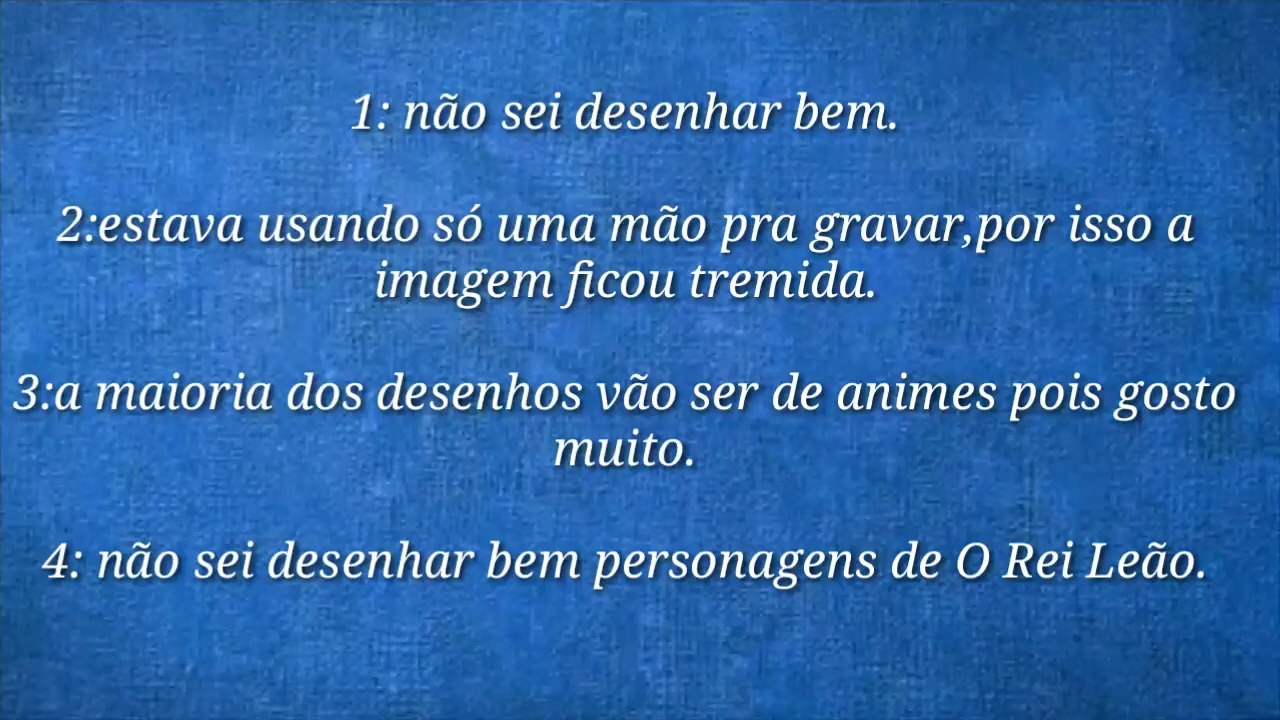 1: não sei desenhar bem.
2:estava usando só uma mão pra gravar,por isso a
imagem ficou tremida.
3:a maioria dos desenhos vão ser de animes pois gosto
muito.
4: não sei desenhar bem personagens de O Rei Leão.